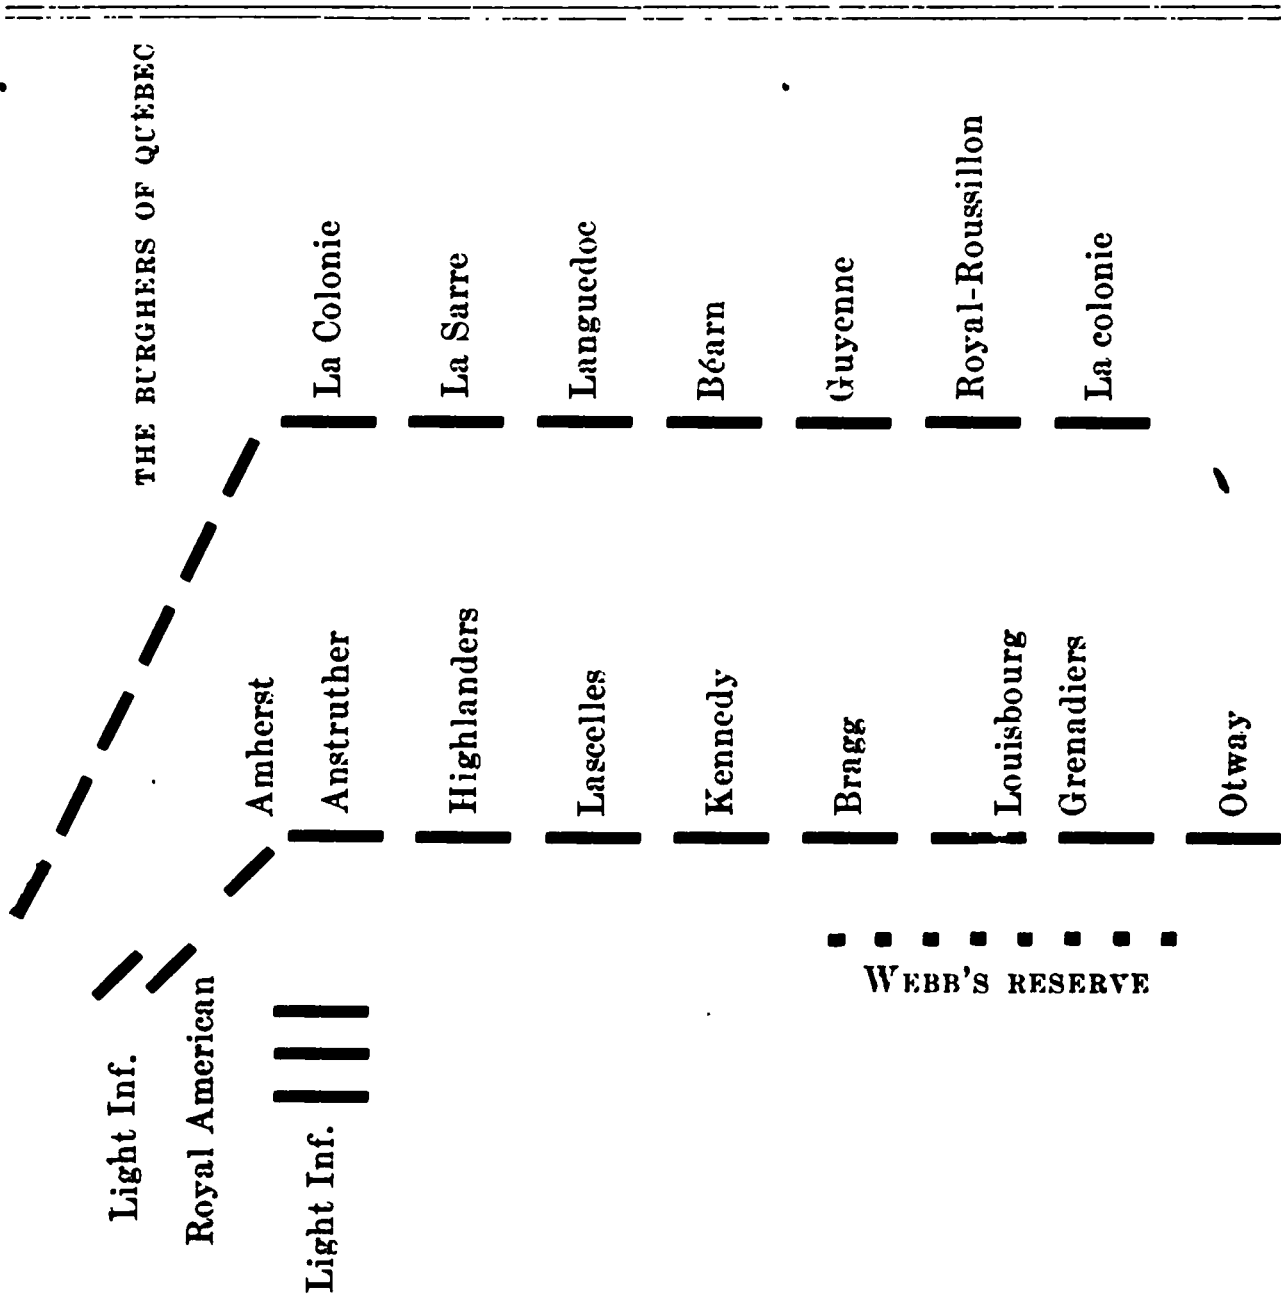 THE BURGHERS OF QUEBEC
La Colonie
La Sarre
Languedoc
Béarn
Guyenne
Royal-Roussillon
La colonie
Amherst
Anstruther
Highlanders
Lascelles
Kennedy
Bragg
Louisbourg
Grenadiers
Otway
WEBB'S RESERVE
Light Inf.
Royal American
Light Inf.